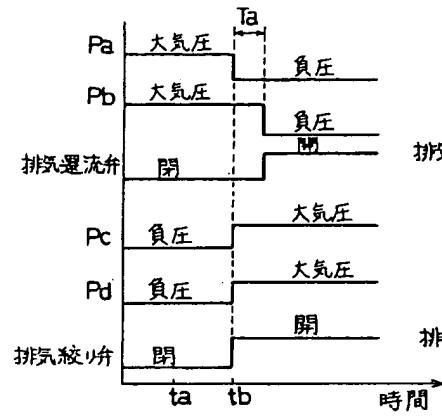 Ta
Pa 大気圧 負圧
Pb 大気圧 負圧
排気還流弁 閉 開
Pc 負圧 大気圧
Pd 負圧 大気圧
排気絞り弁 閉 開
ta tb 時間
排